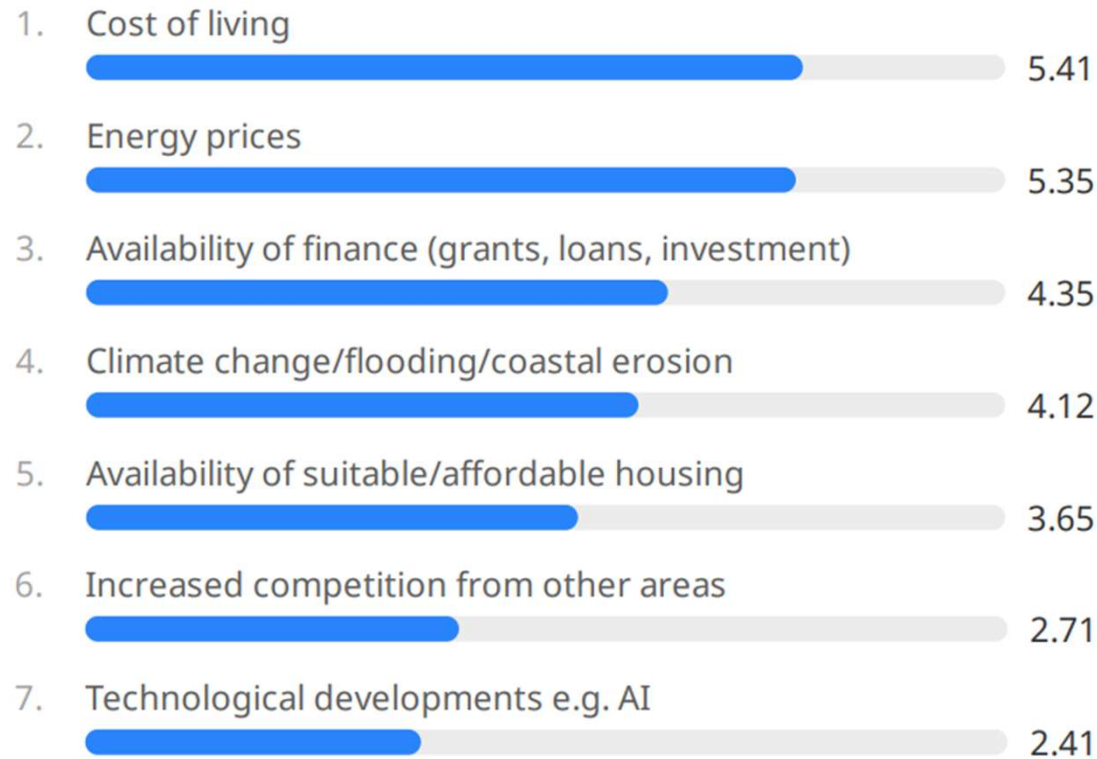 1. Cost of living
5.41
2. Energy prices
5.35
3. Availability of finance (grants, loans, investment)
4.35
4. Climate change/flooding/coastal erosion
4.12
5. Availability of suitable/affordable housing
3.65
6. Increased competition from other areas
2.71
7. Technological developments e.g. AI
2.41